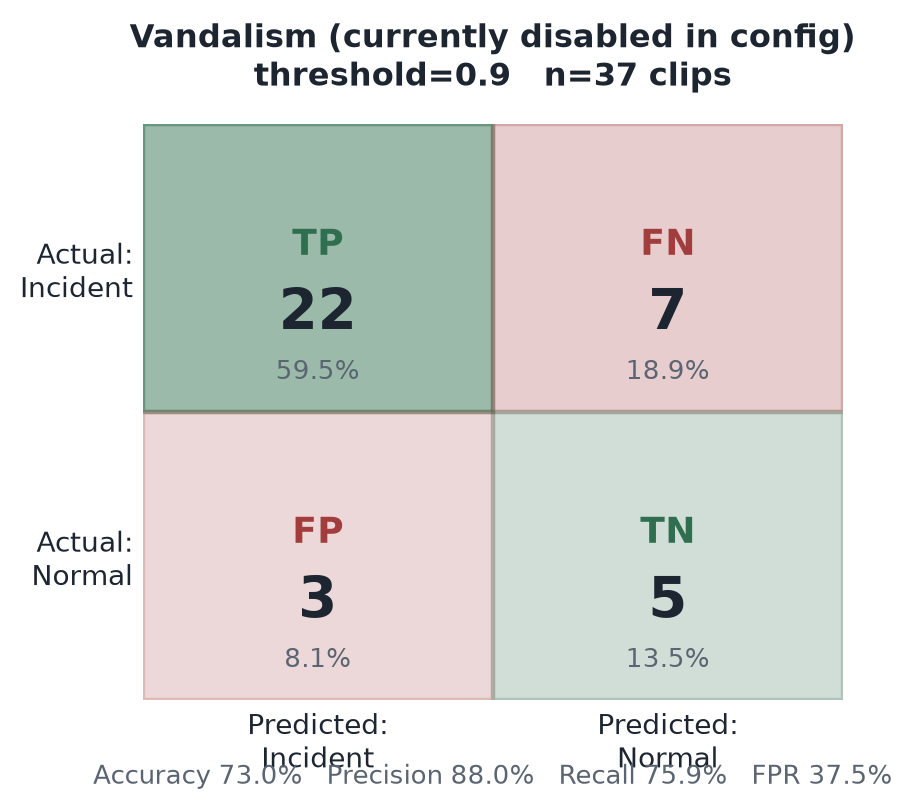 Vandalism (currently disabled in config)
threshold=0.9 n=37 clips
Actual:
Incident
TP
22
59.5%
FN
7
18.9%
Actual:
Normal
FP
3
8.1%
TN
5
13.5%
Predicted:
Incident
Predicted:
Normal
Accuracy 73.0% Precision 88.0% Recall 75.9% FPR 37.5%